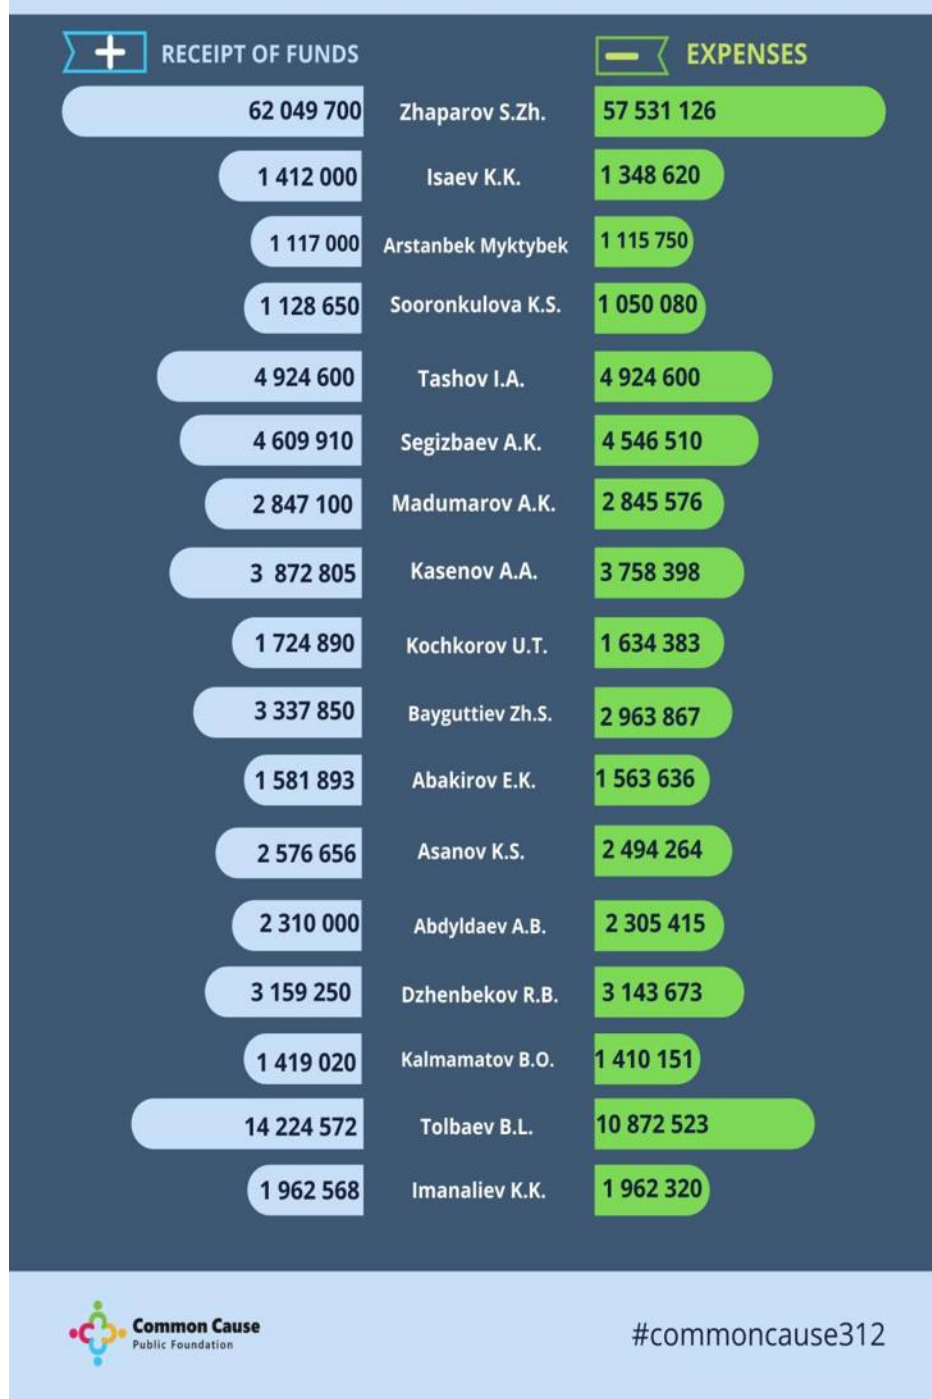 RECEIPT OF FUNDS EXPENSES
62 049 700 Zhaparov S.Zh. 57 531 126
1 412 000 Isaev K.K. 1 348 620
1 117 000 Arstanbek Myktybek 1 115 750
1 128 650 Sooronkulova K.S. 1 050 080
4 924 600 Tashov I.A. 4 924 600
4 609 910 Segizbaev A.K. 4 546 510
2 847 100 Madumarov A.K. 2 845 576
3 872 805 Kasenov A.A. 3 758 398
1 724 890 Kochkorov U.T. 1 634 383
3 337 850 Bayguttiev Zh.S. 2 963 867
1 581 893 Abakirov E.K. 1 563 636
2 576 656 Asanov K.S. 2 494 264
2 310 000 Abdyldaev A.B. 2 305 415
3 159 250 Dzhenbekov R.B. 3 143 673
1 419 020 Kalmamatov B.O. 1 410 151
14 224 572 Tolbaev B.L. 10 872 523
1 962 568 Imanaliev K.K. 1 962 320
Common Cause
Public Foundation
#commoncause312